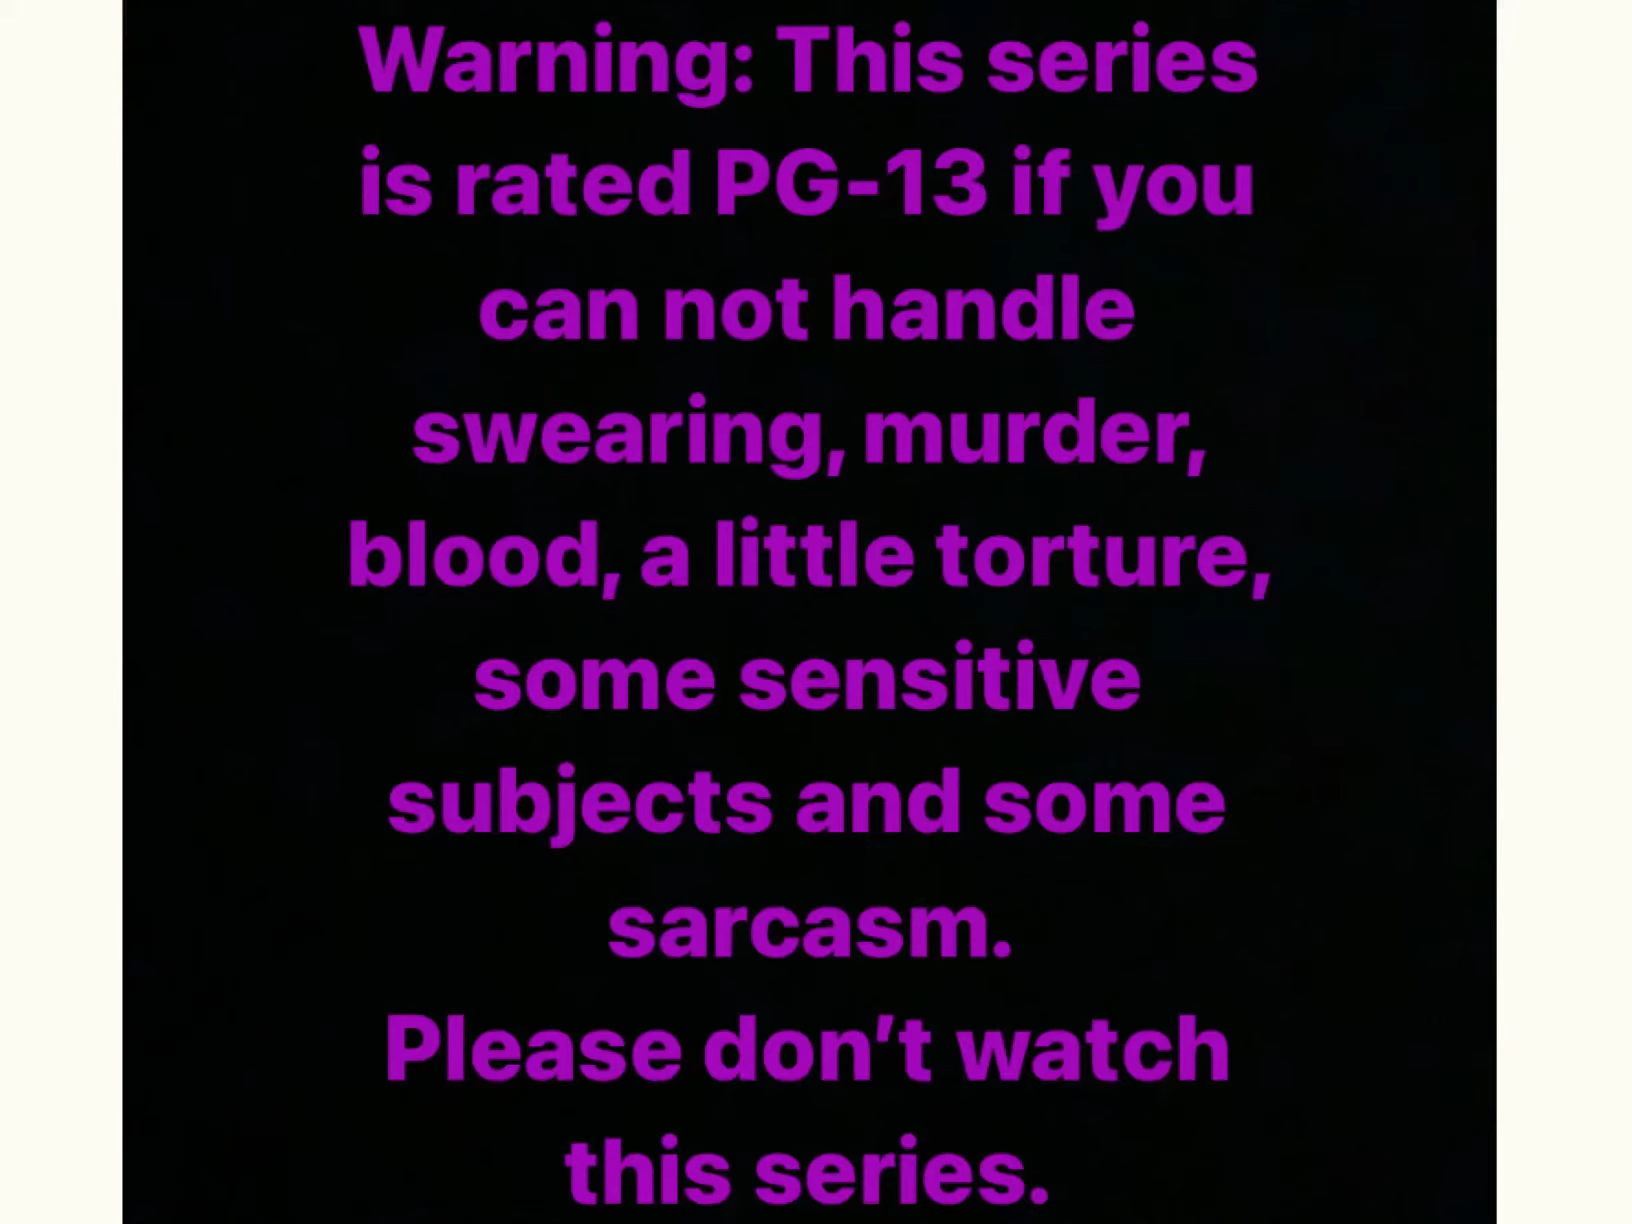 Warning: This series
is rated PG-13 if you
can not handle
swearing, murder,
blood, a little torture,
some sensitive
subjects and some
sarcasm.
Please don’t watch
this series.